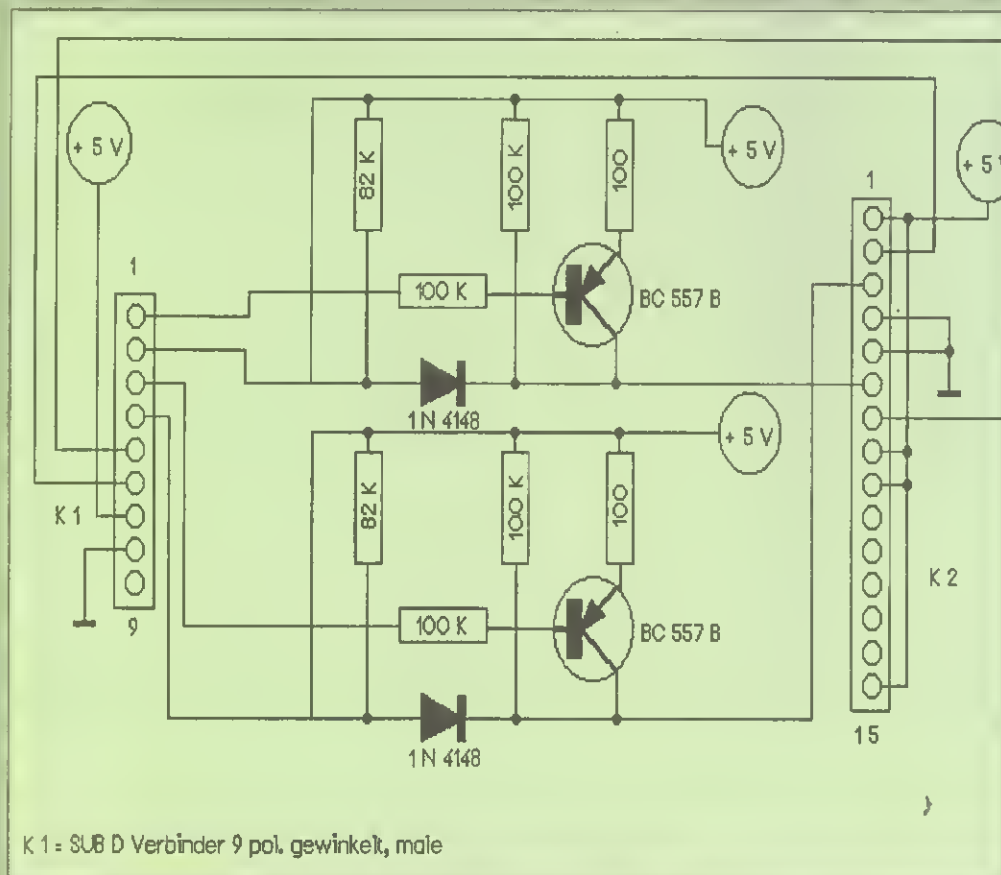 + 5 V
82 K
100 K
100
+ 5 V
+ 5 V
1
1
100 K
BC 557 B
1 N 4148
+ 5 V
82 K
100 K
100
K 1
K 2
9
100 K
BC 557 B
15
1 N 4148
K 1 = SUB D Verbinder 9 pol. gewinkelt, male